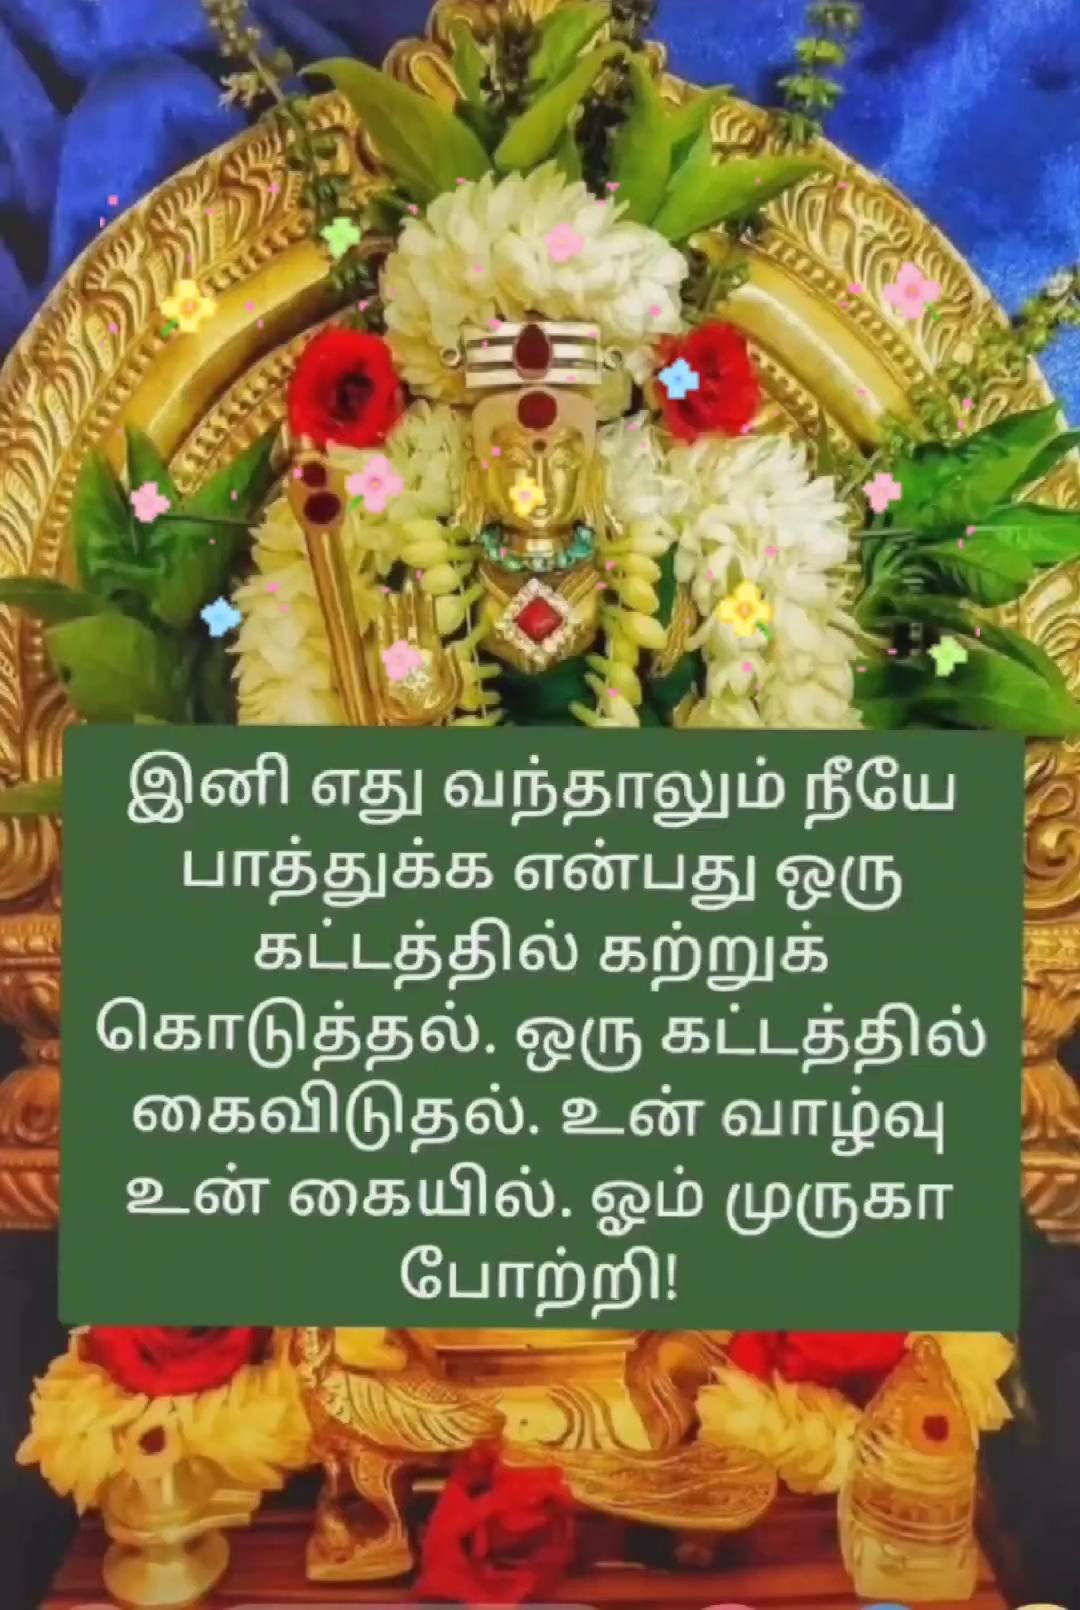 இனி எது வந்தாலும் நீயே
பாத்துக்க என்பது ஒரு
கட்டத்தில் கற்றுக்
கொடுத்தல். ஒரு கட்டத்தில்
கைவிடுதல். உன் வாழ்வு
உன் கையில். ஓம் முருகா
போற்றி!